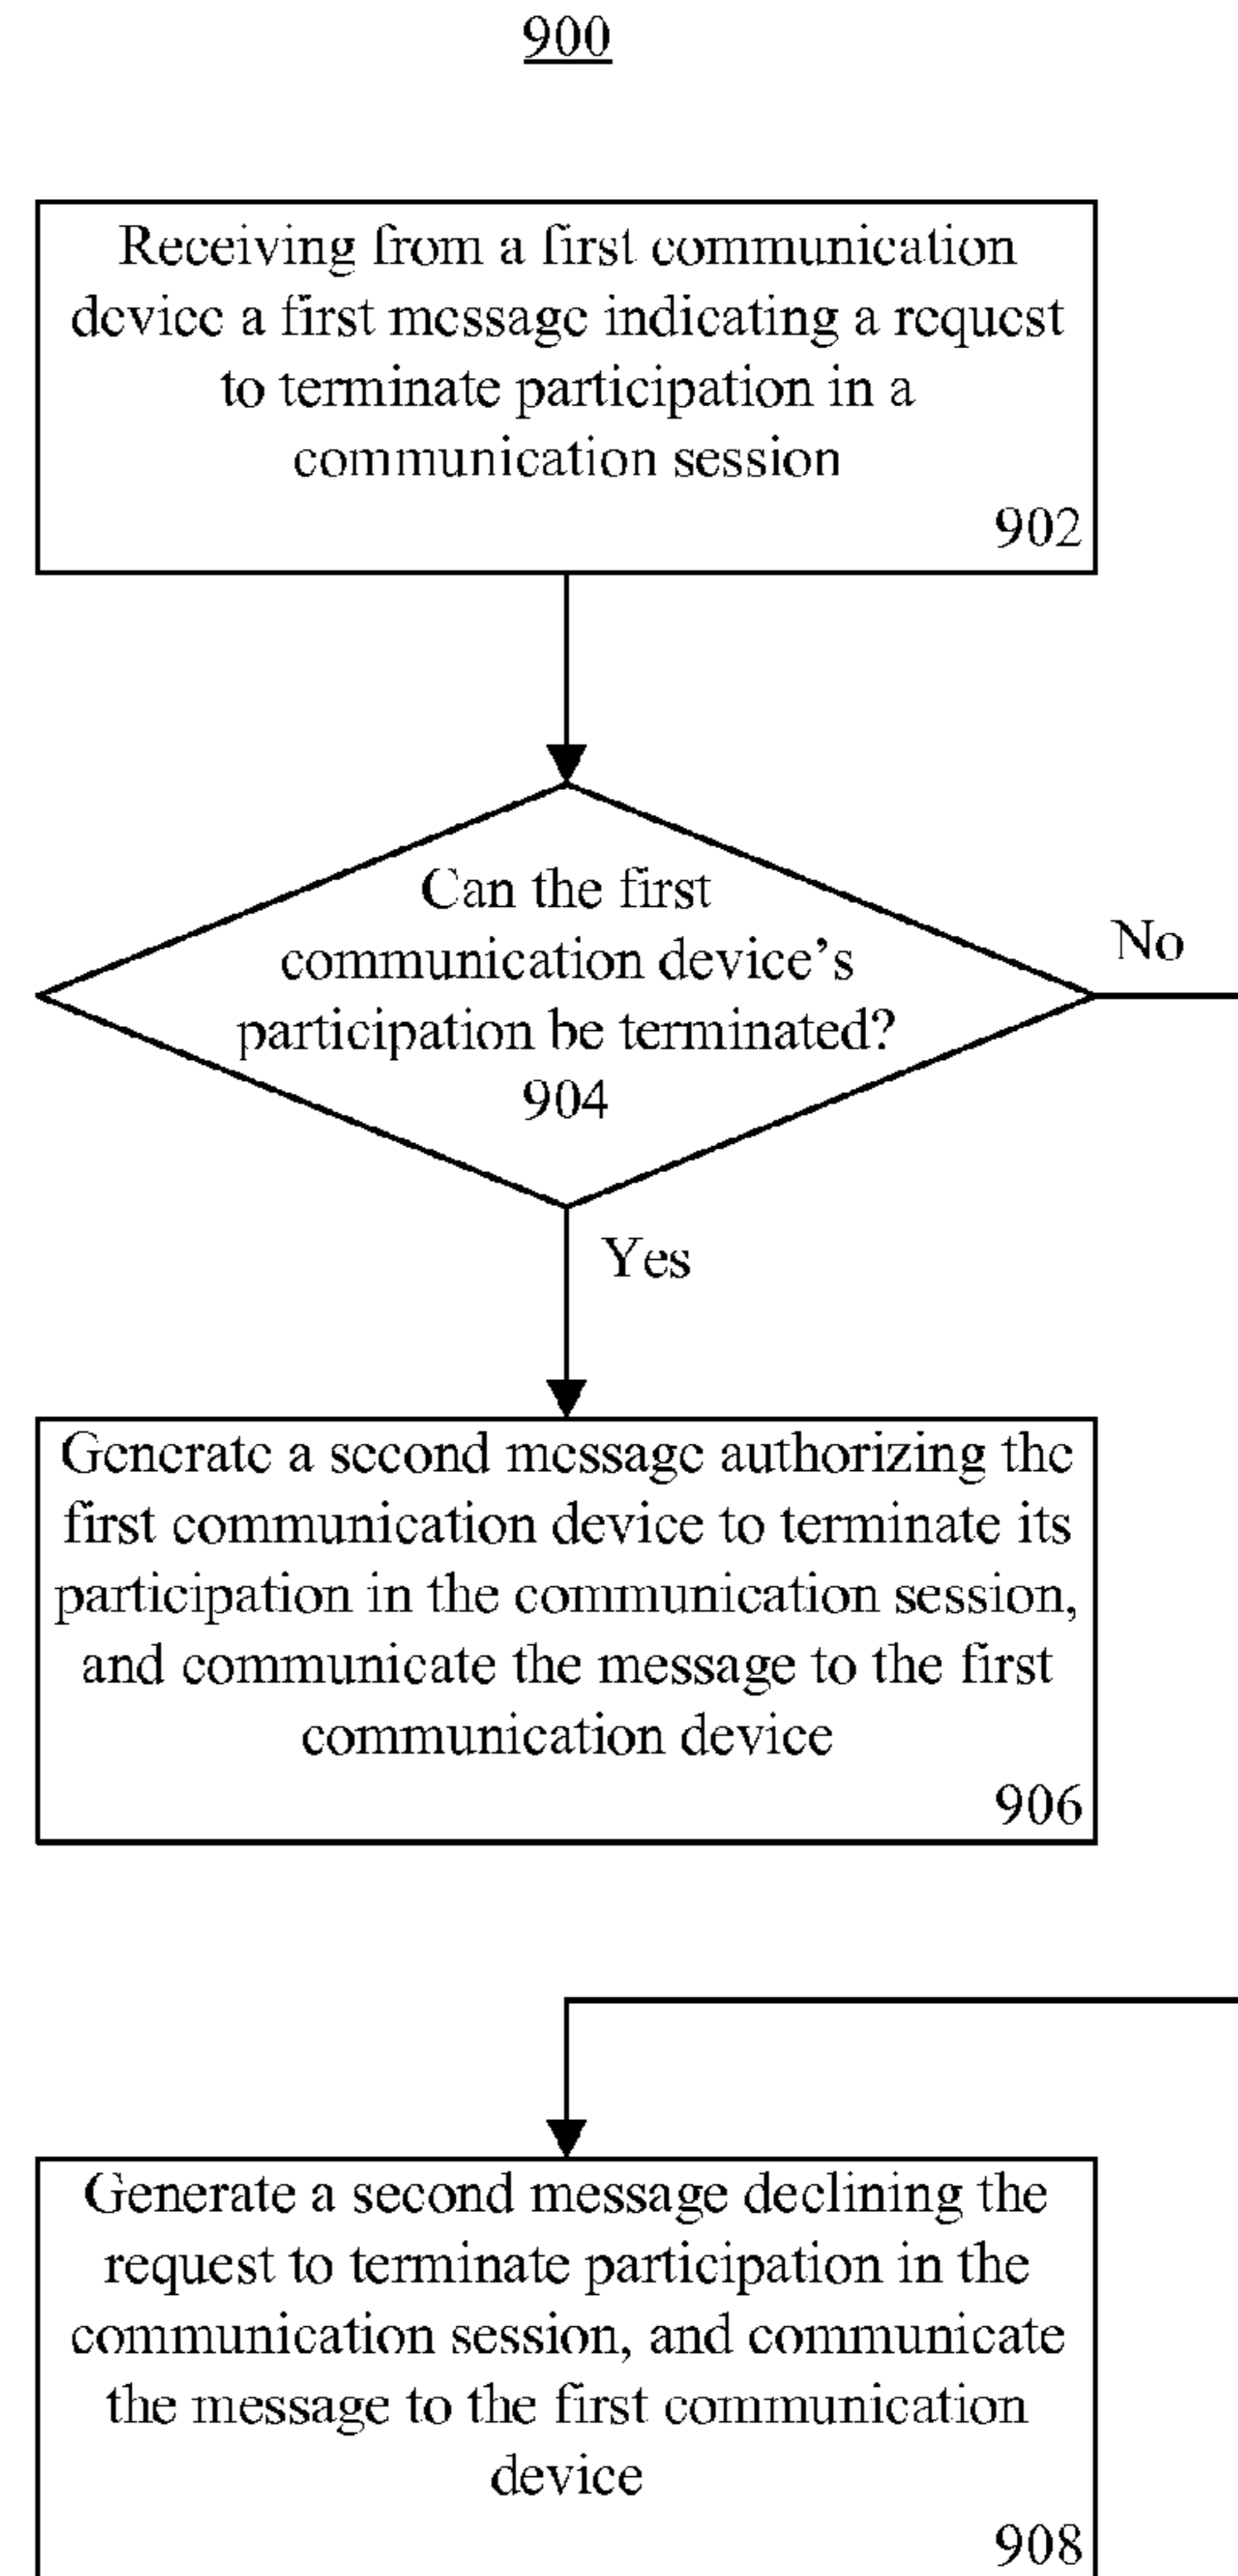 900
Receiving from a first communication
device a first message indicating a request
to terminate participation in a
communication session
902
Can the first
communication device's
participation be terminated?
904
No
Yes
Generate a second message authorizing the
first communication device to terminate its
participation in the communication session,
and communicate the message to the first
communication device
906
Generate a second message declining the
request to terminate participation in the
communication session, and communicate
the message to the first communication
device
908